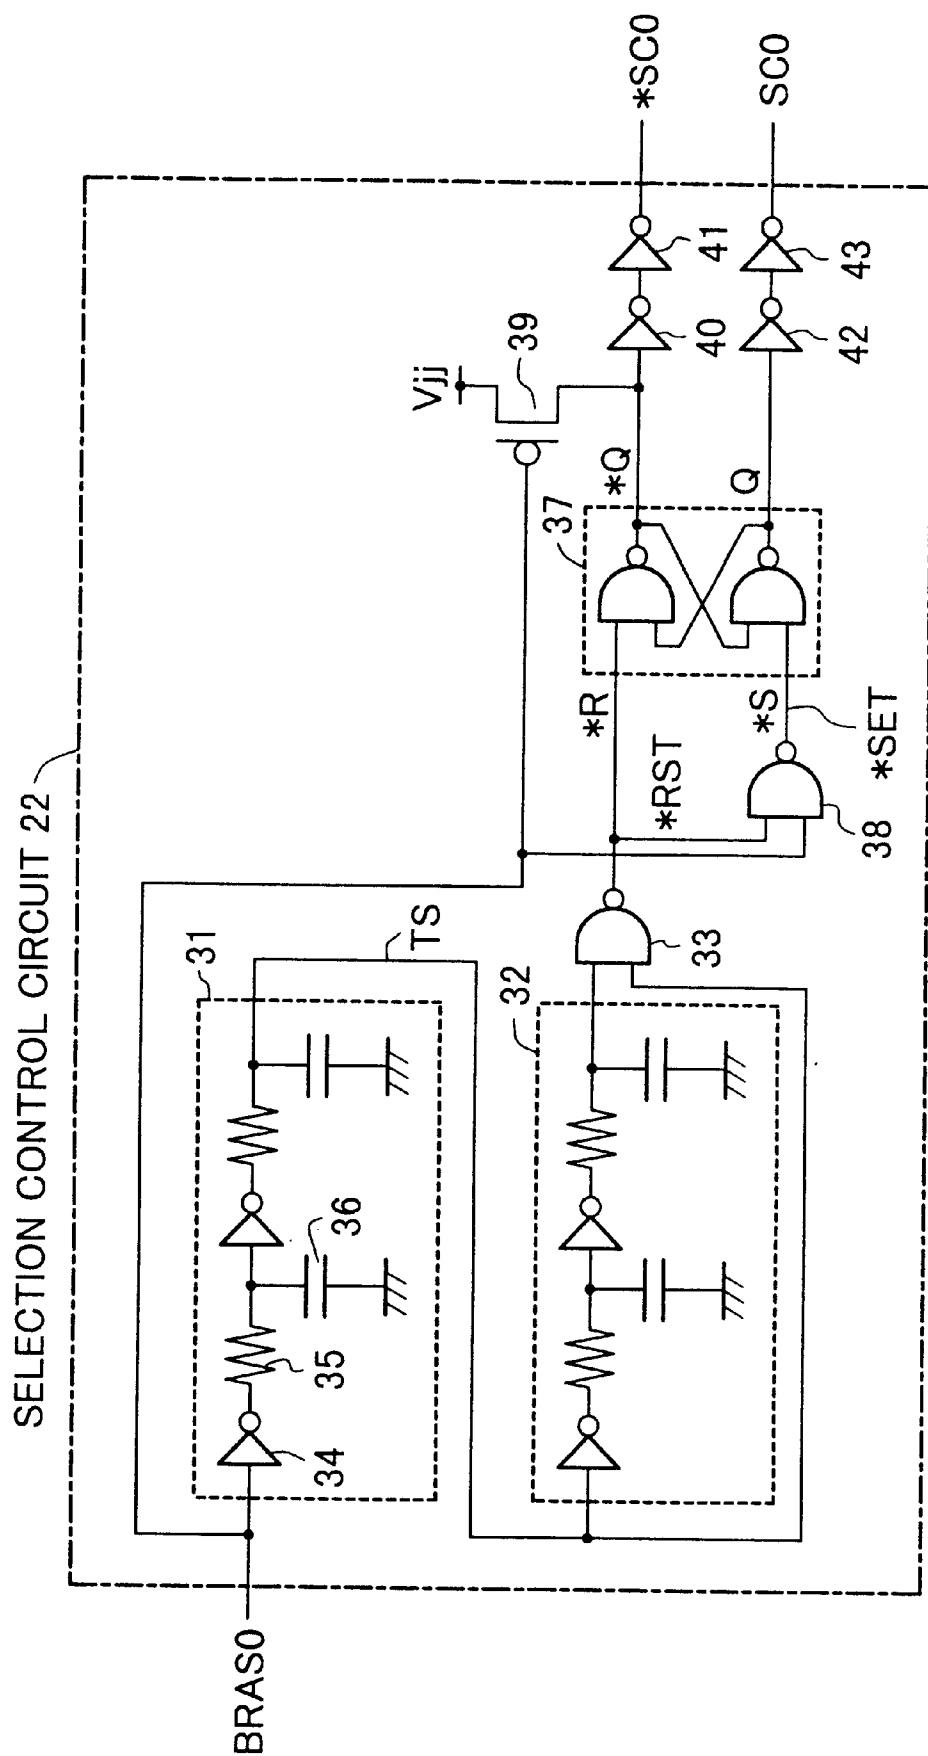 SELECTION CONTROL CIRCUIT 22
BRAS0
31
34
35
36
TS
32
33
*RST
*R
38
*S
*SET
37
*Q
Q
Vjj
39
40
41
42
43
*SC0
SC0